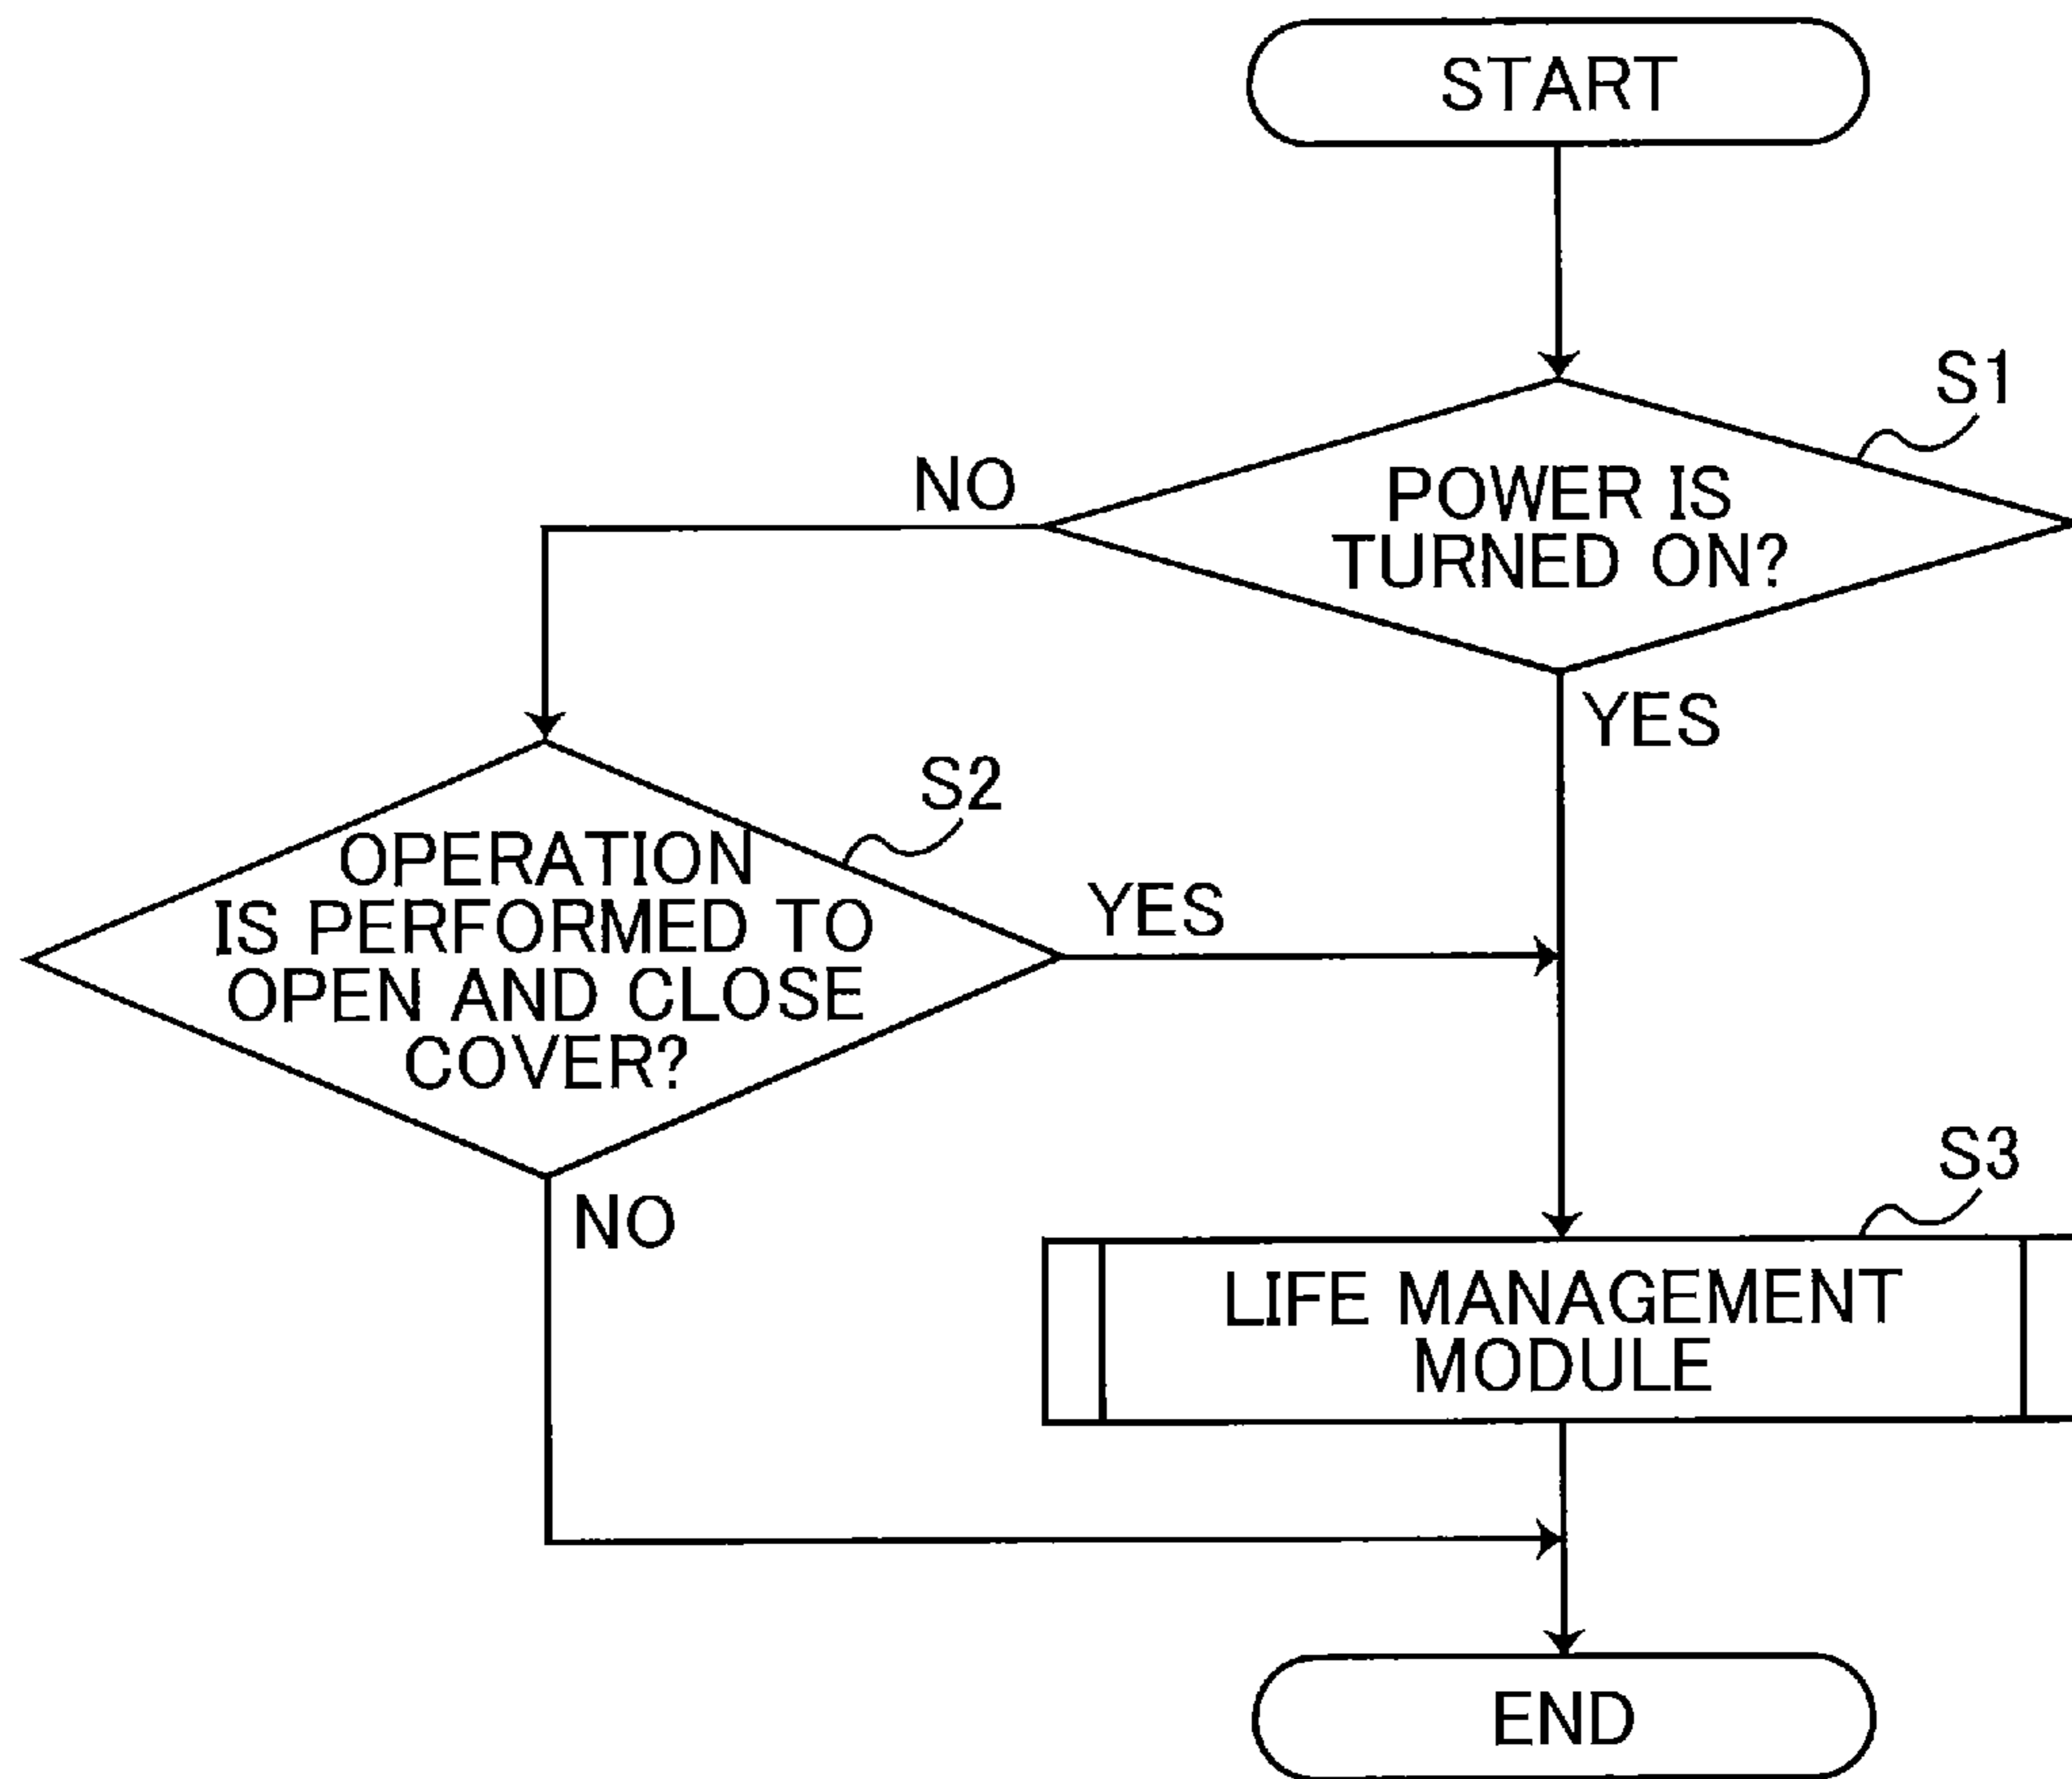 START
S1
NO
POWER IS
TURNED ON?
YES
S2
OPERATION
IS PERFORMED TO
OPEN AND CLOSE
COVER?
YES
NO
S3
LIFE MANAGEMENT
MODULE
END